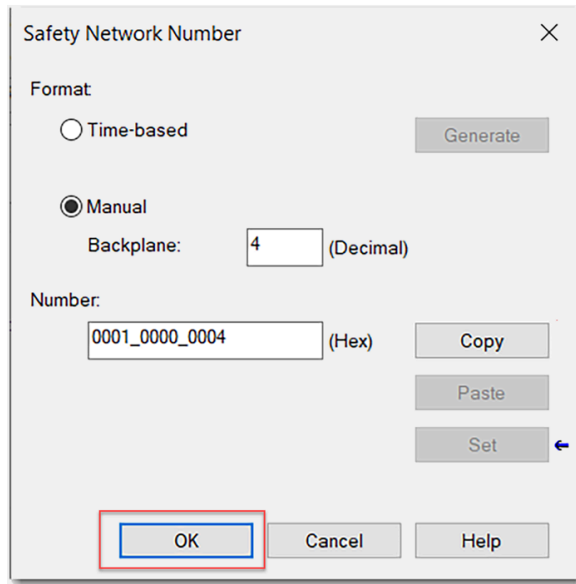 Safety Network Number
Format:
Time-based
Generate
Manual
Backplane: 4 (Decimal)
Number:
0001_0000_0004 (Hex) Copy
Paste
Set
OK Cancel Help